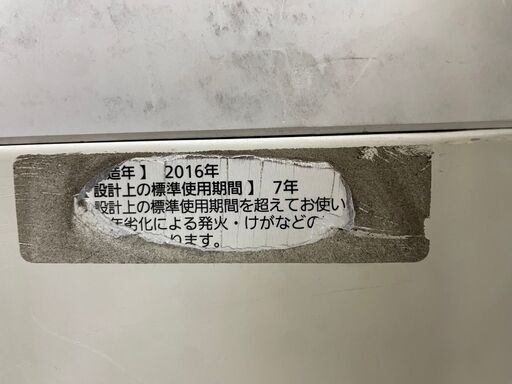 造年】 2016年
設計上の標準使用期間】 7年
設計上の標準使用期間を超えてお使い
年劣化による発火・けがなどの
ります。